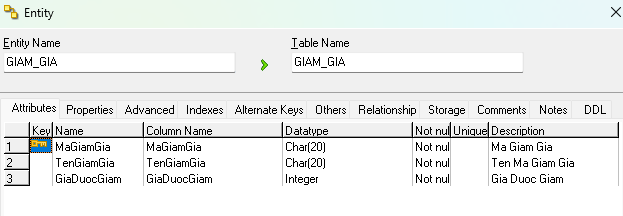 Entity
Entity Name
Table Name
GIAM_GIA
GIAM_GIA
Attributes Properties Advanced Indexes Alternate Keys Others Relationship Storage Comments Notes DDL
Key Name Column Name Datatype Not nul Unique Description
1 MaGiamGia MaGiamGia Char(20) Not nul Ma Giam Gia
2 TenGiamGia TenGiamGia Char(20) Not nul Ten Ma Giam Gia
3 GiaDuocGiam GiaDuocGiam Integer Not nul Gia Duoc Giam